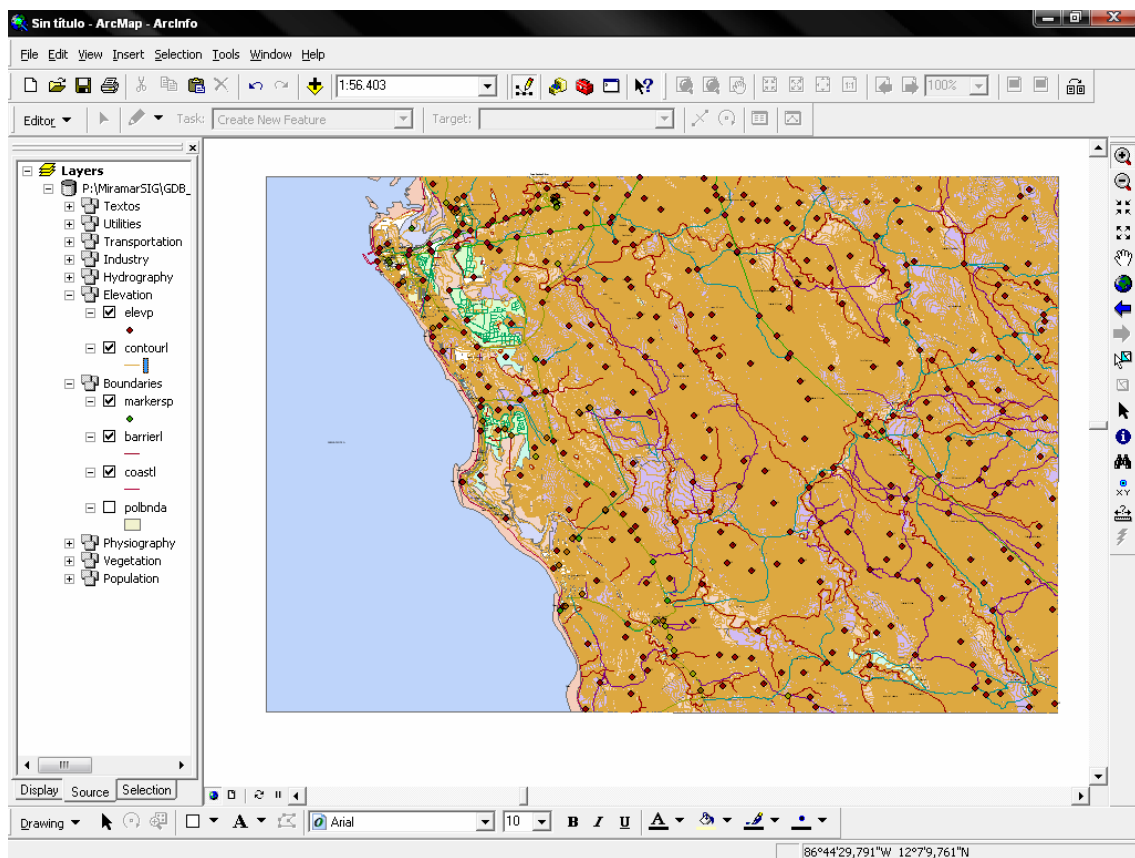 Sin título - ArcMap - ArcInfo
File Edit View Insert Selection Tools Window Help
1:56.403
100%
Editor Task: Create New Feature Target:
Layers
P:\MiramarSIG\GDB_
Textos
Utilities
Transportation
Industry
Hydrography
Elevation
elevp
contourl
Boundaries
markersp
barrierl
coastl
polbnda
Physiography
Vegetation
Population
Display Source Selection
Drawing A Arial 10 B I U A
86°44'29,791"W 12°7'9,761"N